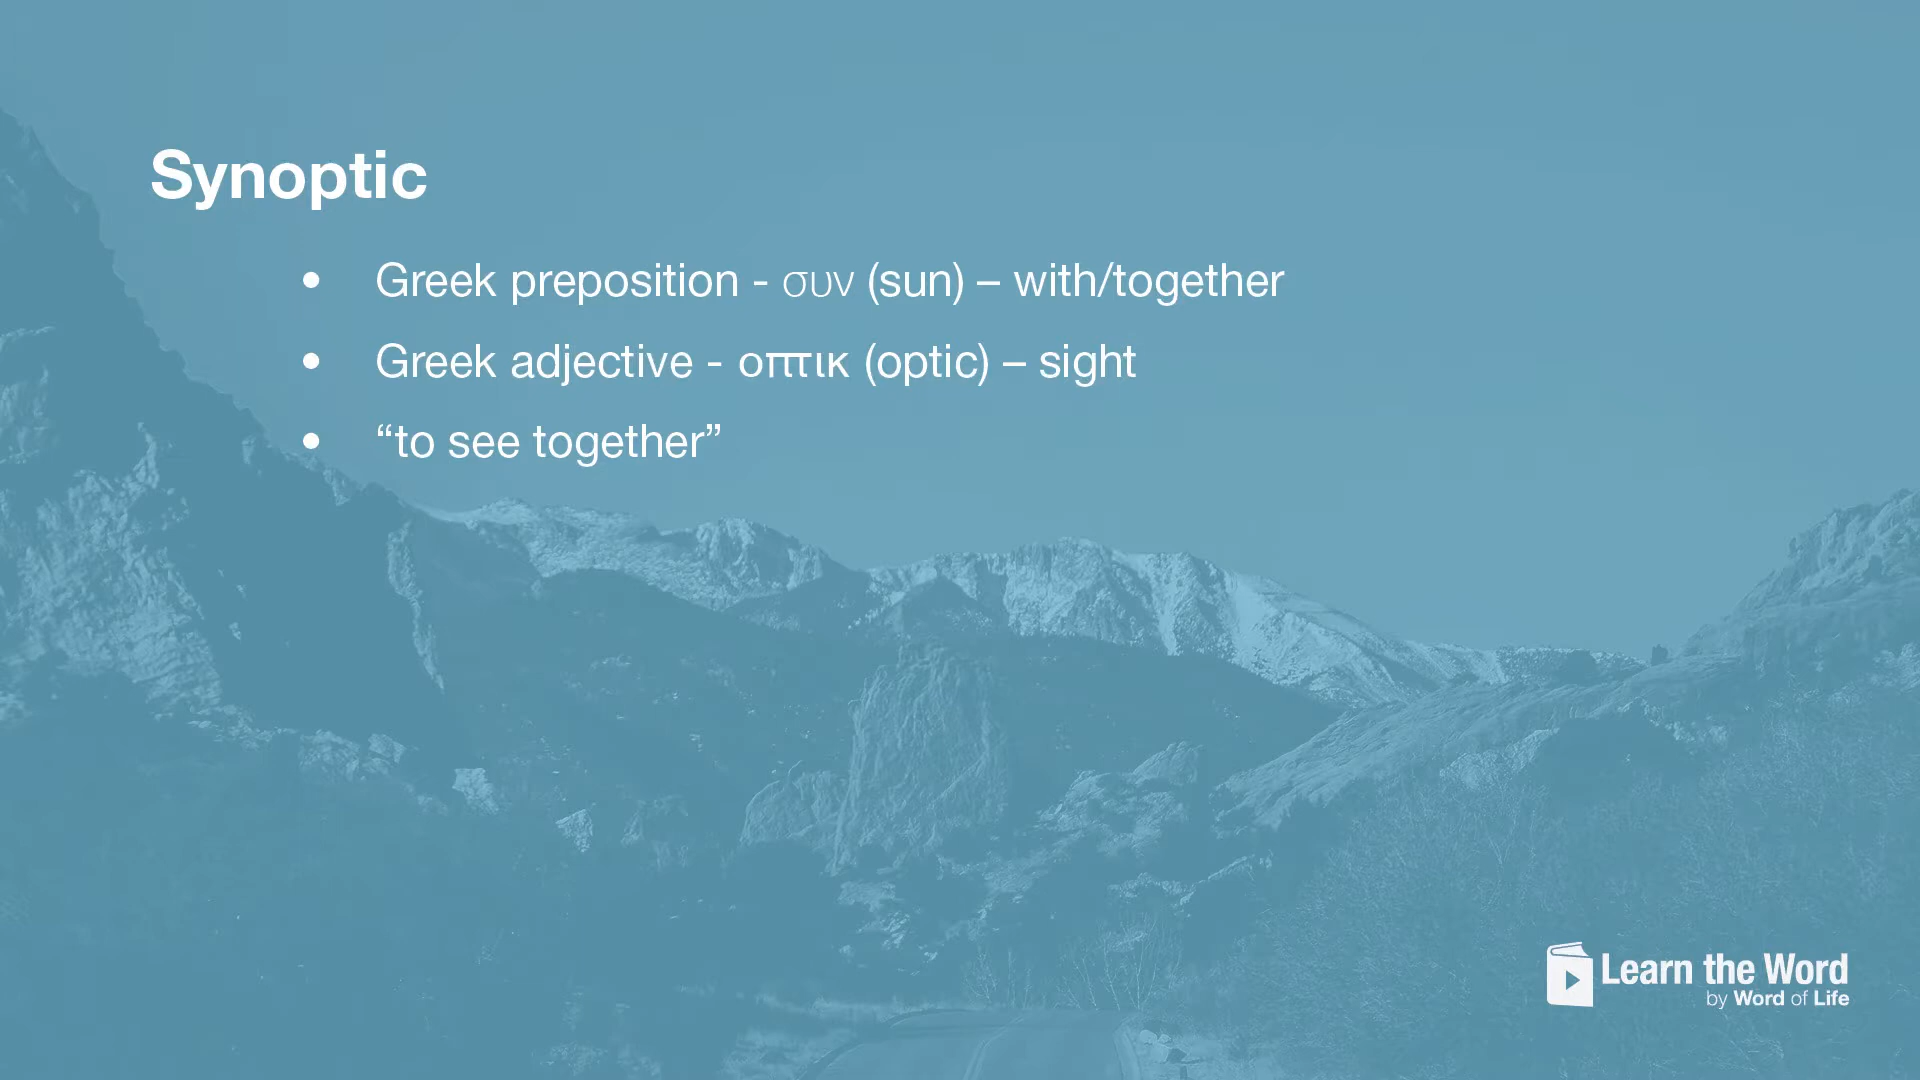 Synoptic
• Greek preposition - συν (sun) – with/together
• Greek adjective - οπτικ (optic) – sight
• “to see together”
Learn the Word
by Word of Life